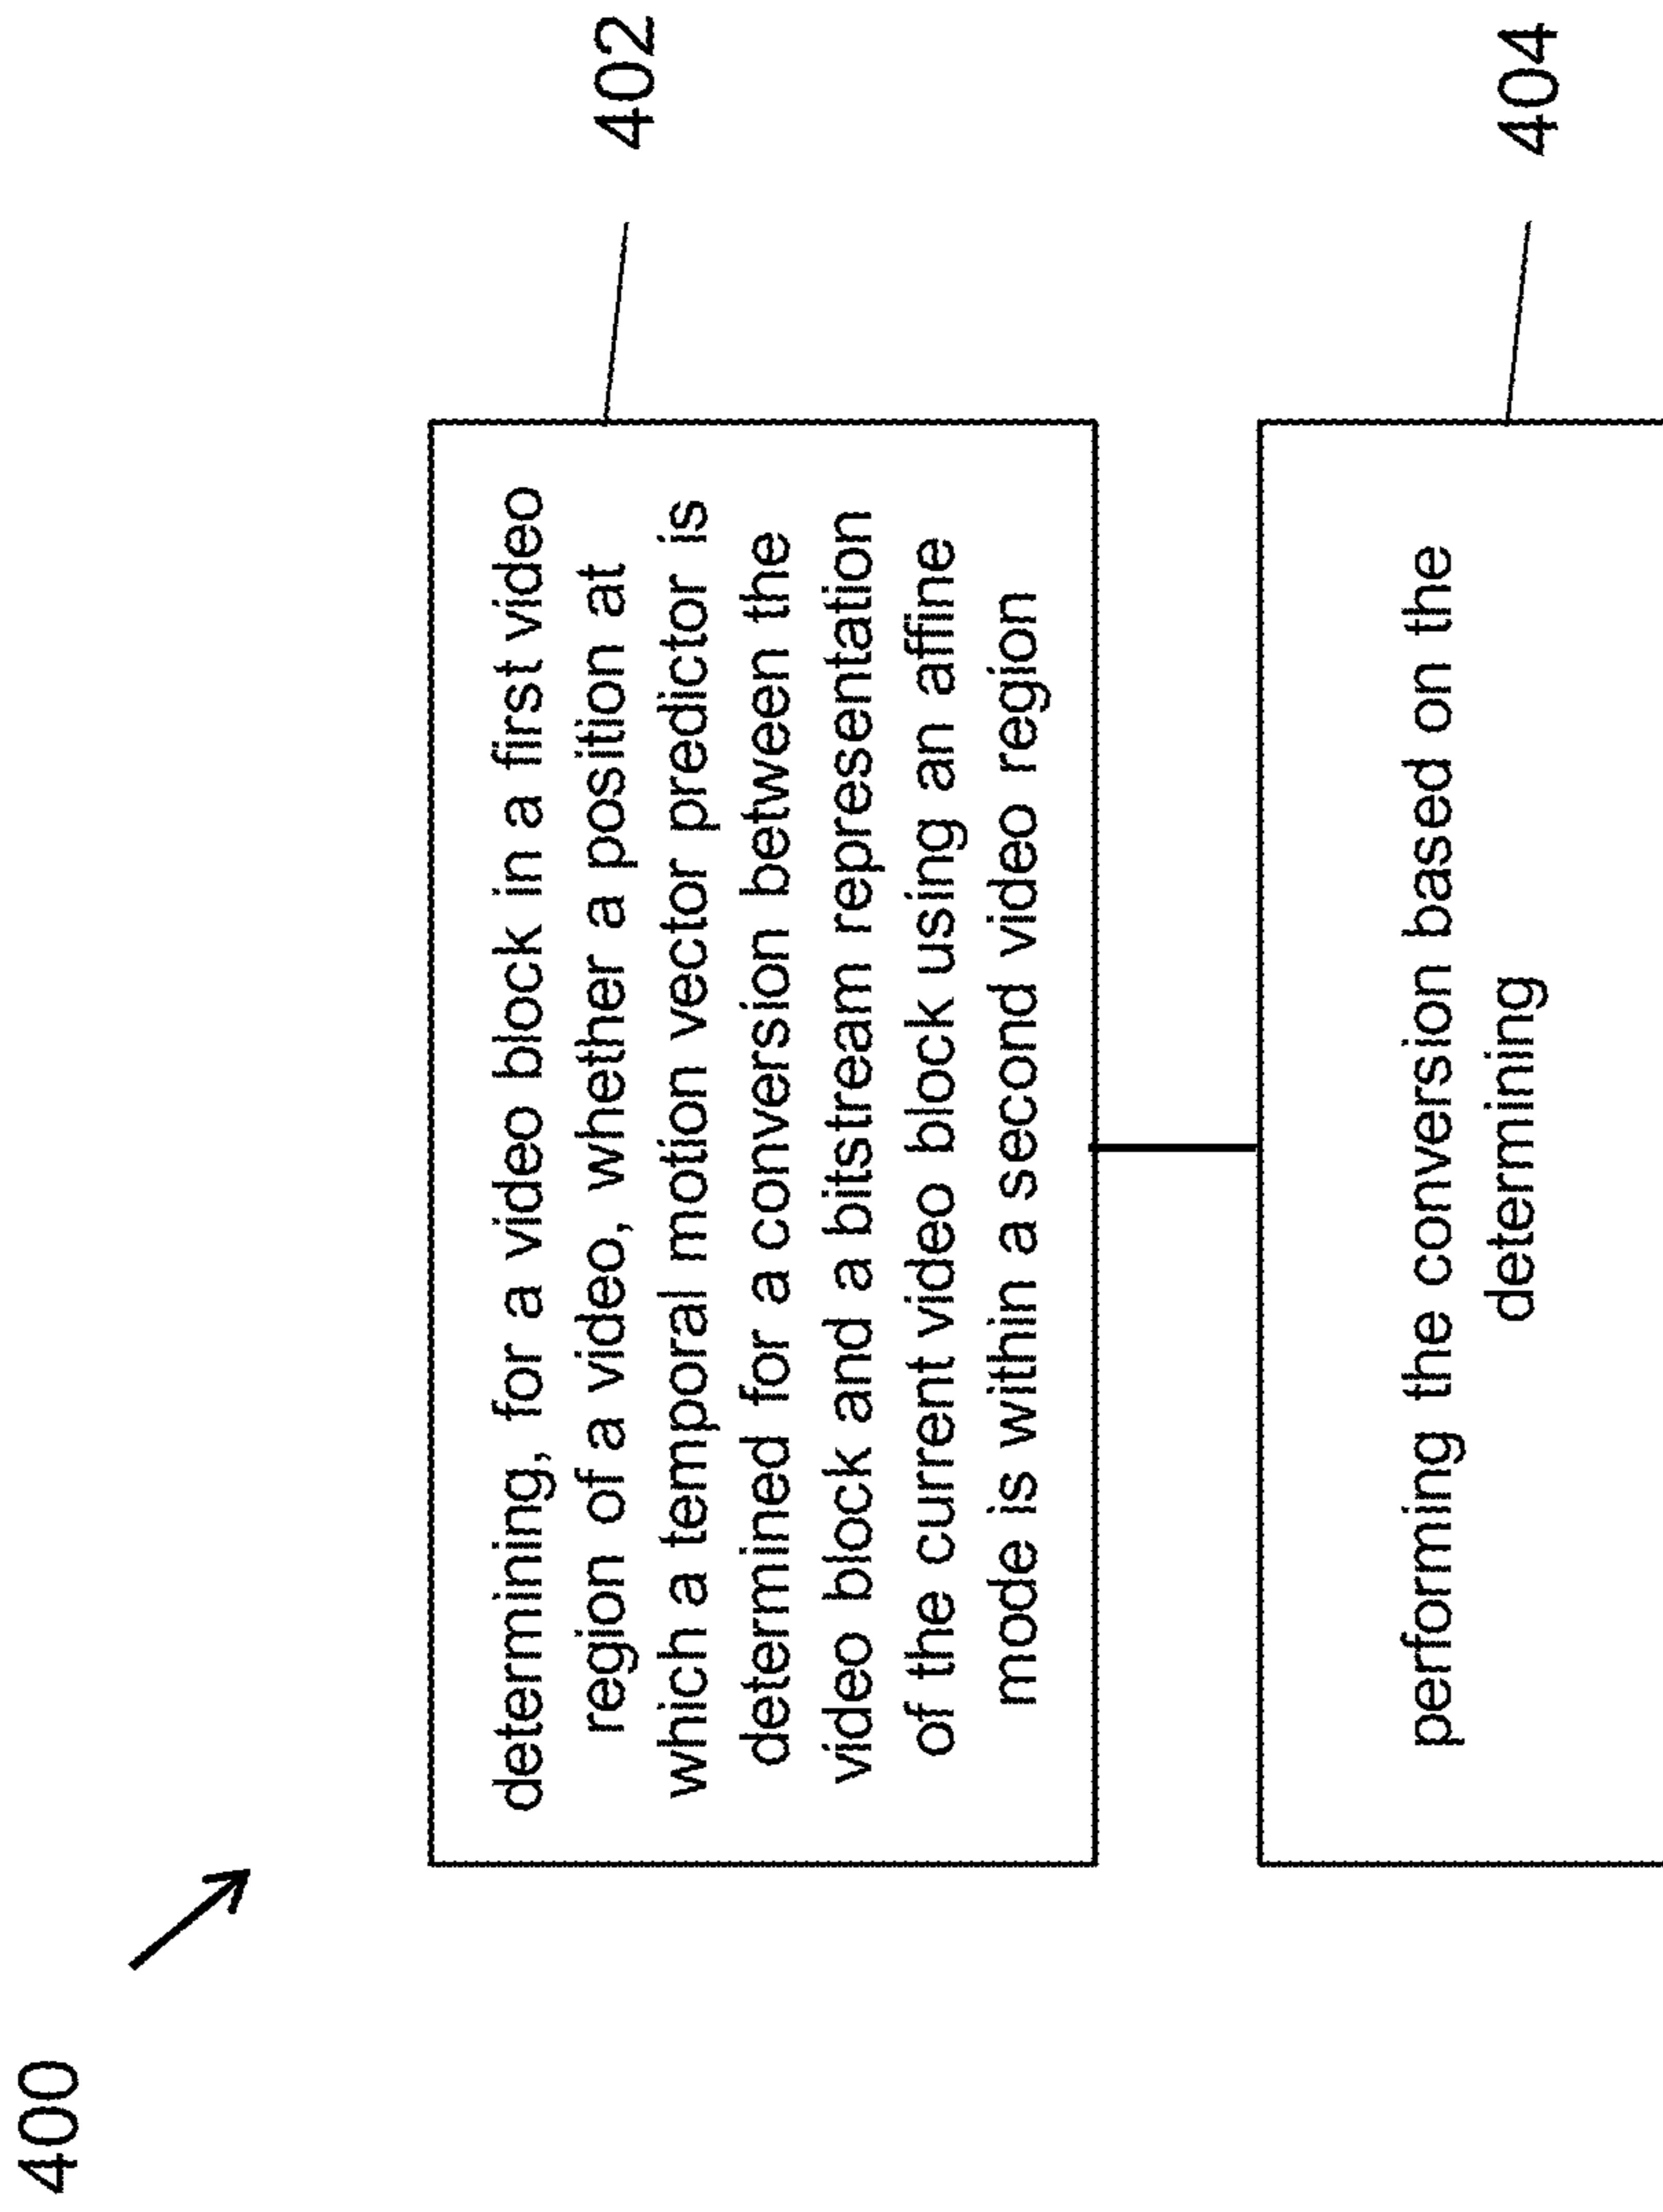 400
determining, for a video block in a first video
region of a video, whether a position at
which a temporal motion vector predictor is
determined for a conversion between the
video block and a bitstream representation
of the current video block using an affine
mode is within a second video region
402
performing the conversion based on the
determining
404